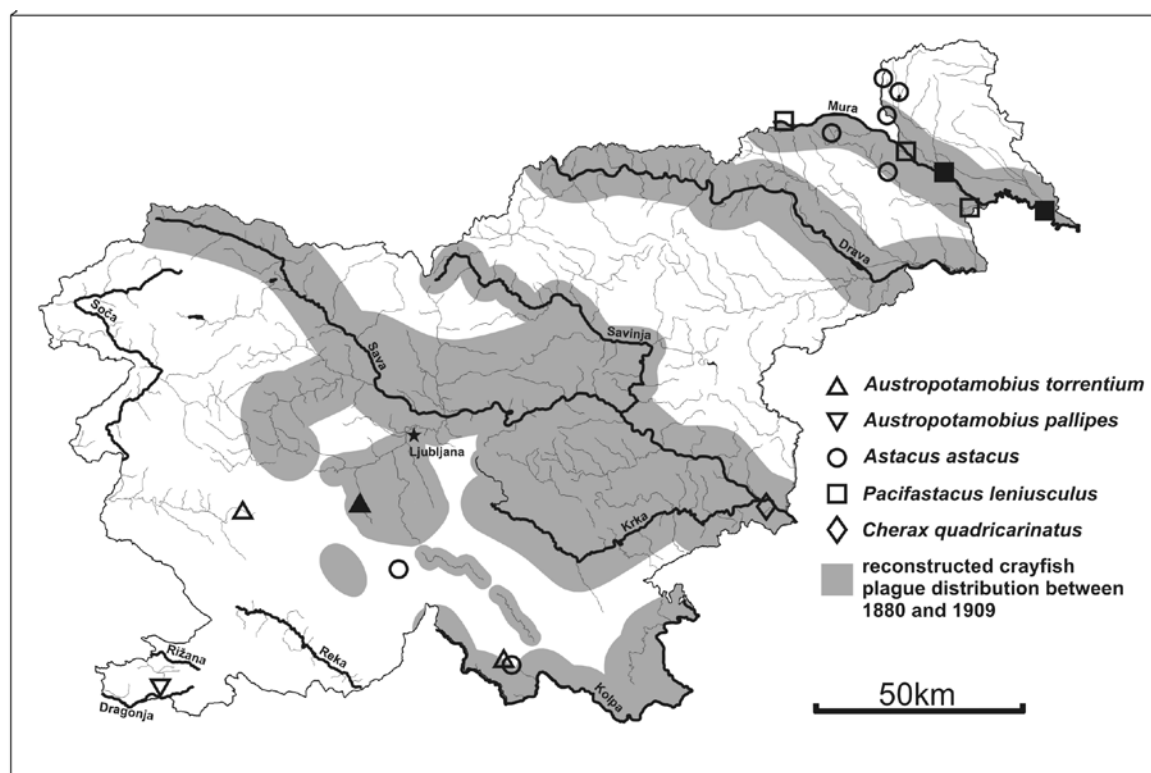 Mura
Drava
Soča
Sava
Savinja
Ljubljana
Krka
Rižana
Reka
Dragonja
Kolpa
Austropotamobius torrentium
Austropotamobius pallipes
Astacus astacus
Pacifastacus leniusculus
Cherax quadricarinatus
reconstructed crayfish
plague distribution between
1880 and 1909
50km